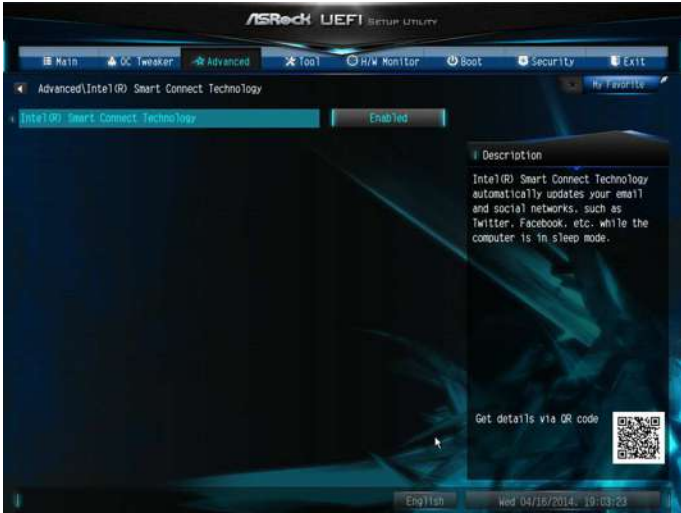 ASRock UEFI SETUP UTILITY
Main OC Tweaker Advanced Tool H/W Monitor Boot Security Exit
Advanced\Intel(R) Smart Connect Technology
My Favorite
Intel(R) Smart Connect Technology Enabled
Description
Intel(R) Smart Connect Technology
automatically updates your email
and social networks, such as
Twitter, Facebook, etc. while the
computer is in sleep mode.
Get details via QR code
English Wed 04/16/2014, 19:03:23